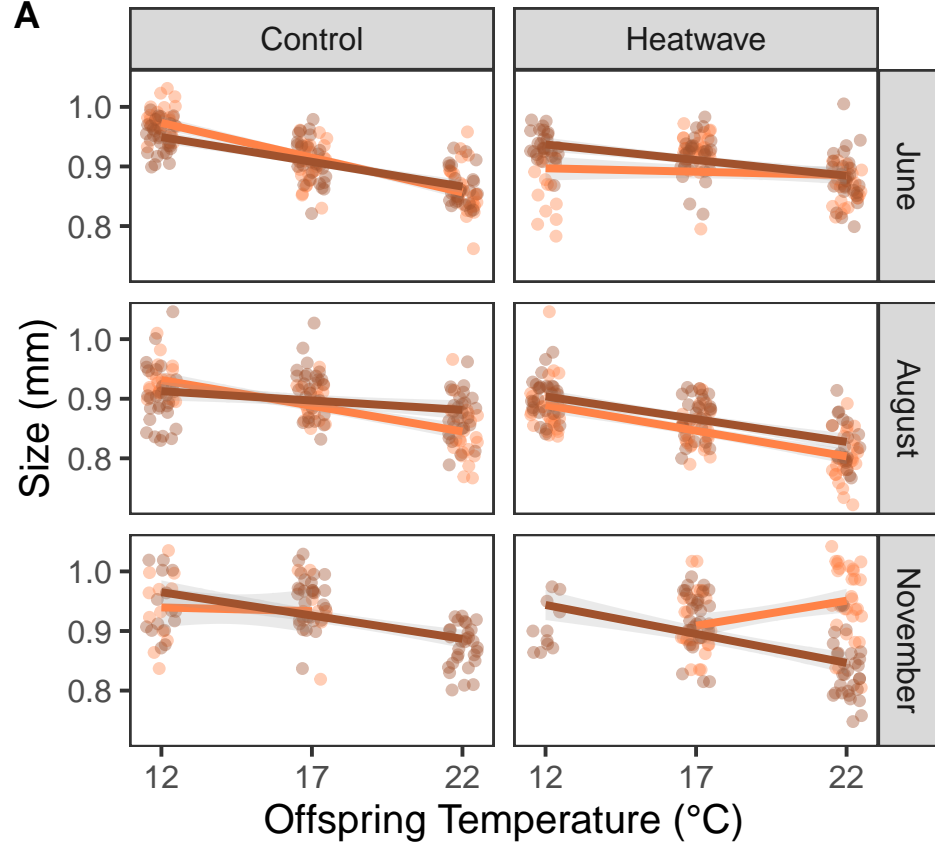 A
Control
Heatwave
1.0
0.9
0.8
June
1.0
0.9
0.8
August
1.0
0.9
0.8
November
Size (mm)
12
17
22
12
17
22
Offspring Temperature (°C)